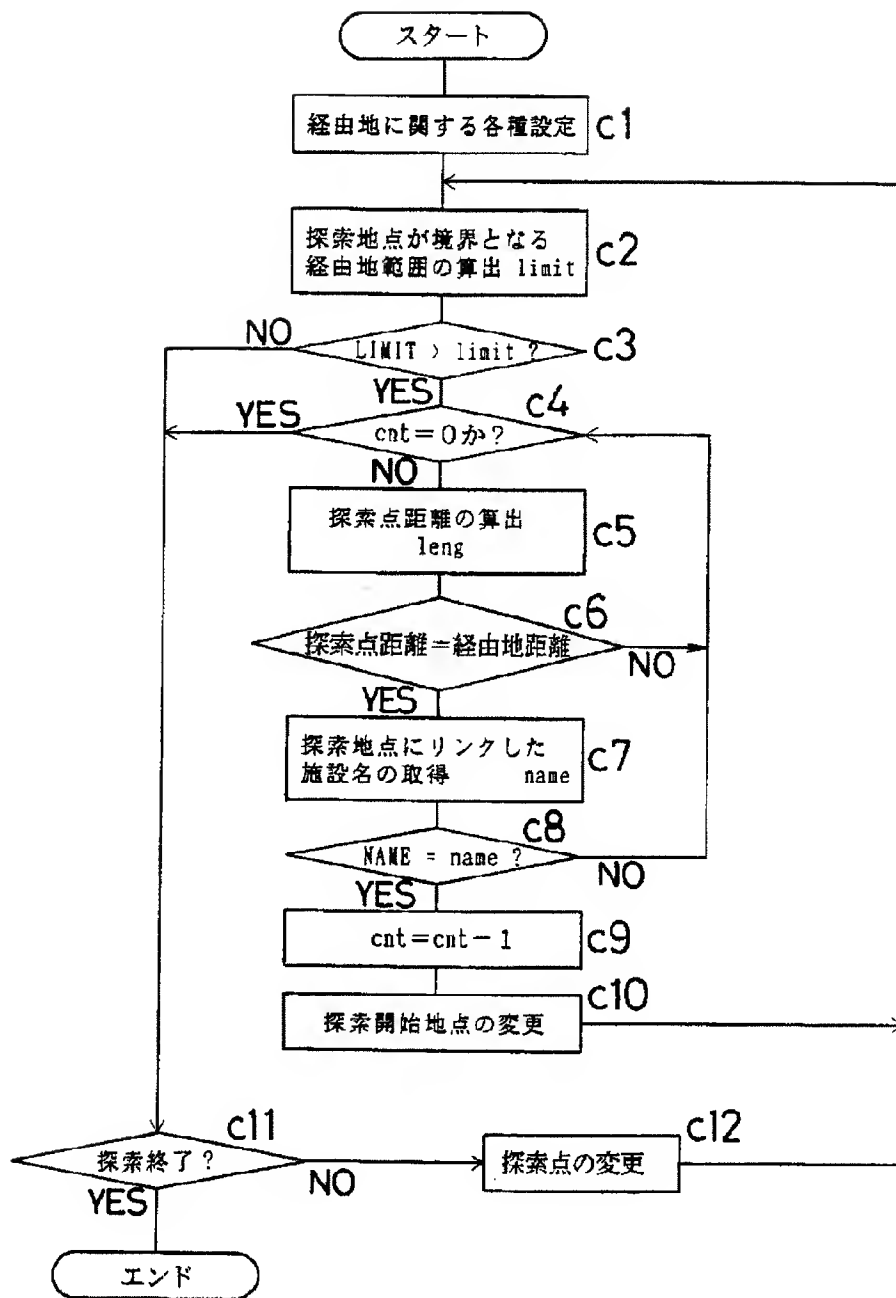 スタート
経由地に関する各種設定 c1
探索地点が境界となる
経由地範囲の算出 limit c2
NO
LIMIT > limit ? c3
YES
YES
c4
cnt=0か?
NO
探索点距離の算出
leng
c5
c6
探索点距離=経由地距離
NO
YES
探索地点にリンクした
施設名の取得 name
c7
c8
NAME = name ?
NO
YES
cnt=cnt-1 c9
c10
探索開始地点の変更
c11
探索終了?
NO
YES
c12
探索点の変更
エンド